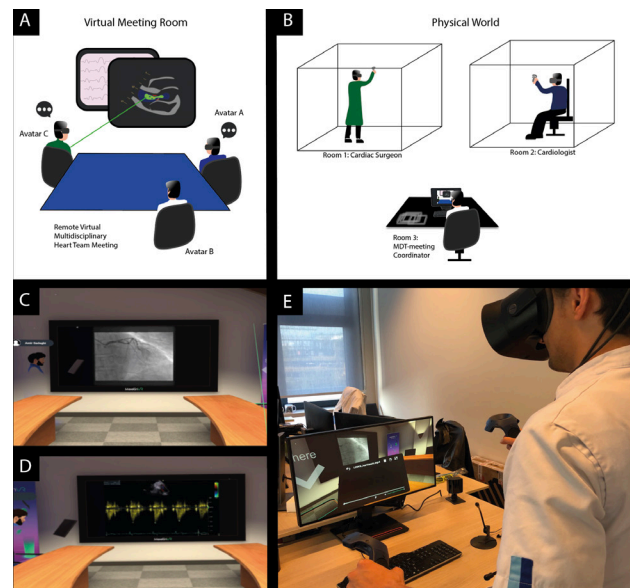 A
Virtual Meeting Room
Avatar C
Avatar A
Avatar B
Remote Virtual
Multidisciplinary
Heart Team Meeting
B
Physical World
Room 1: Cardiac Surgeon
Room 2: Cardiologist
Room 3:
MDT-meeting
Coordinator
C
D
E
here